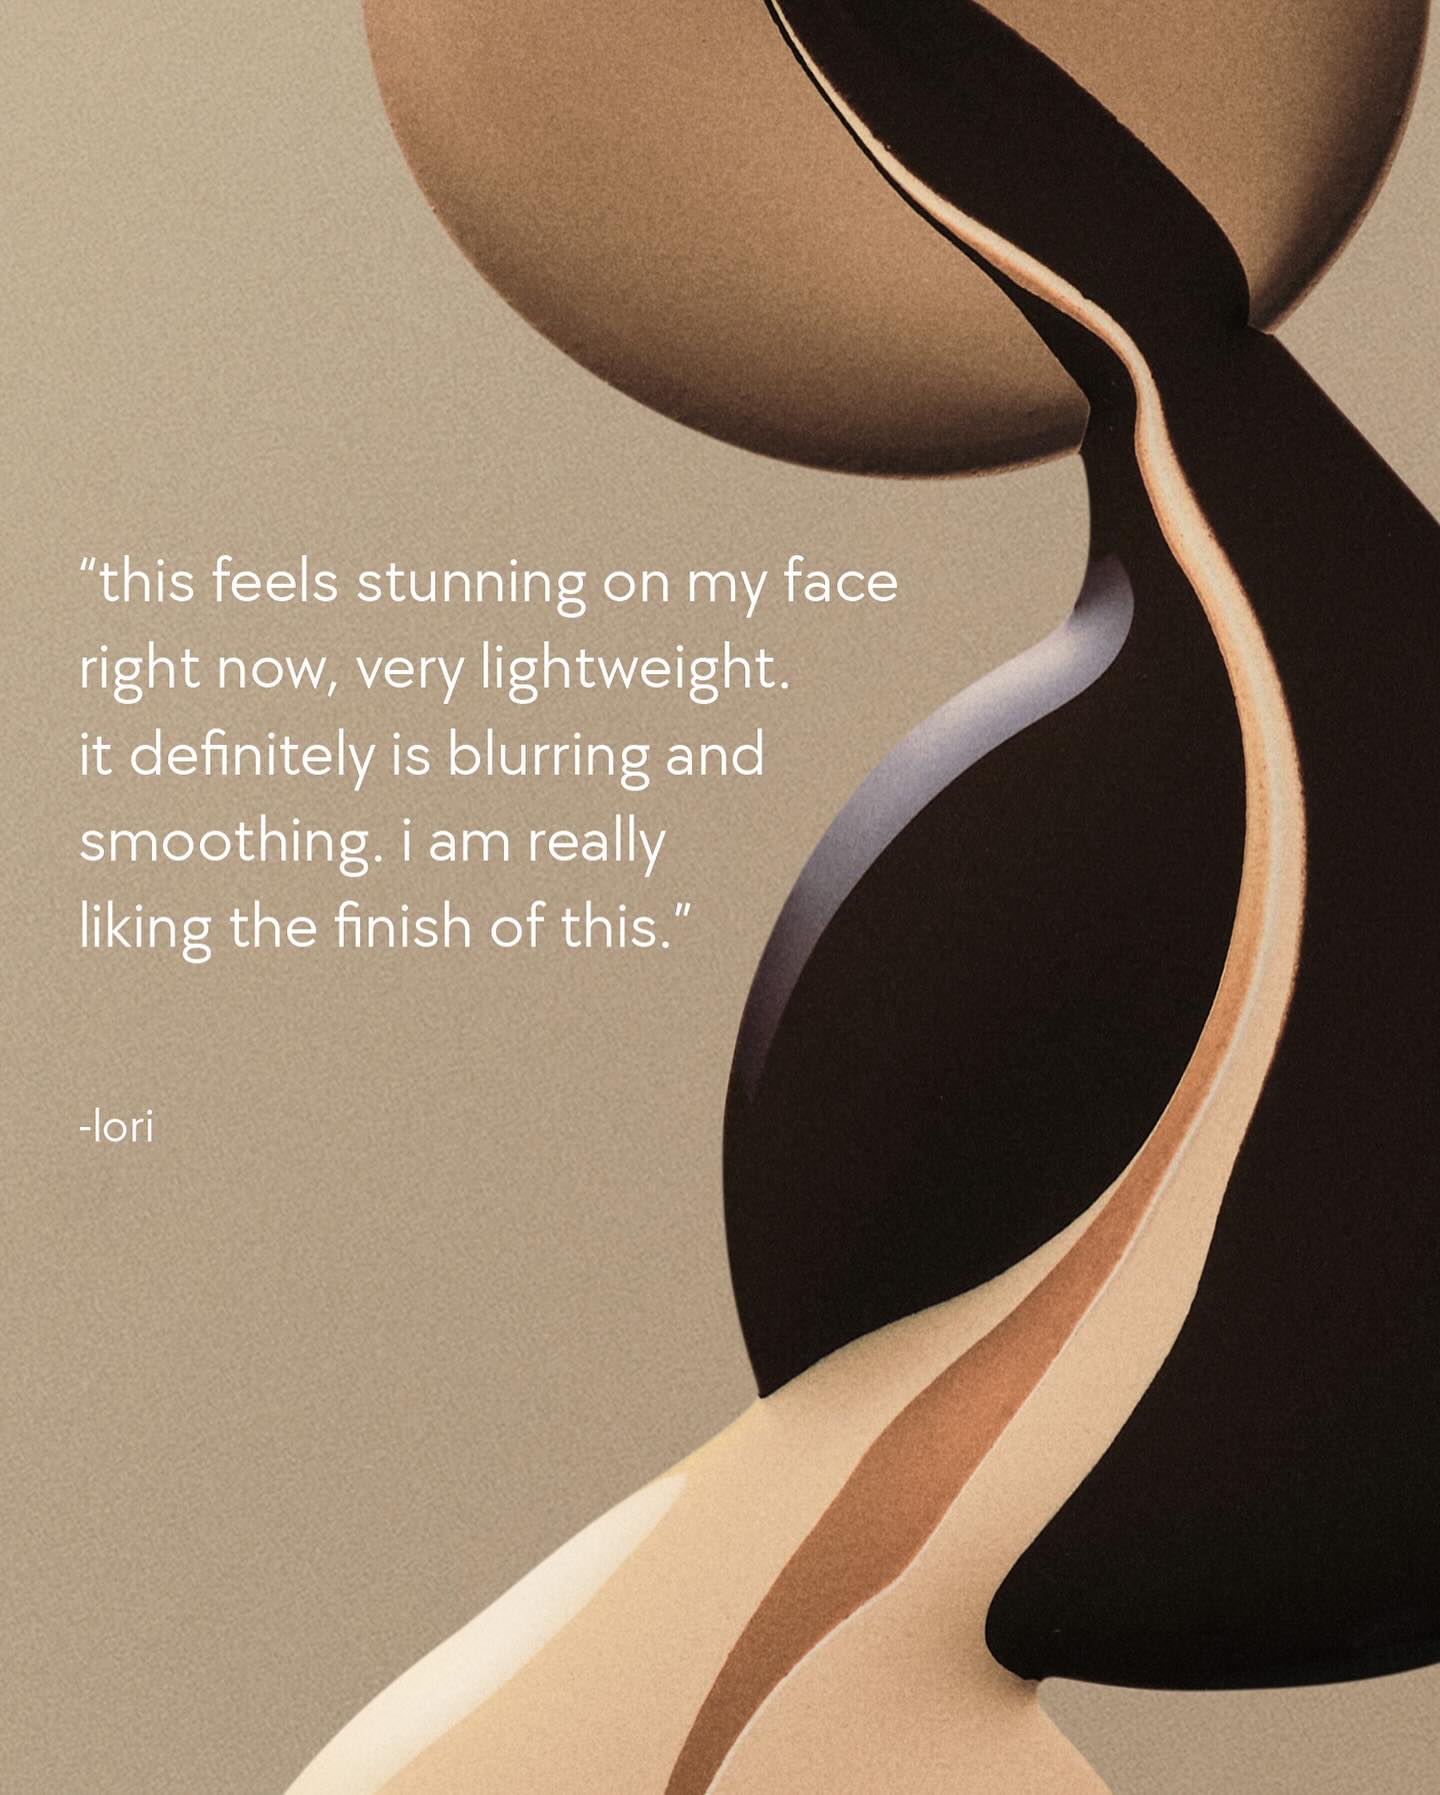 “this feels stunning on my face
right now, very lightweight.
it definitely is blurring and
smoothing. i am really
liking the finish of this.”
-lori